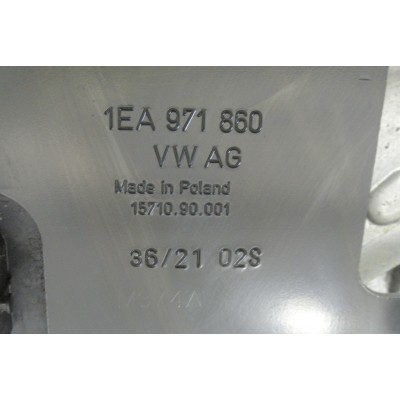 1EA 971 860
VW AG
Made in Poland
15710.90.001
36/21 02S